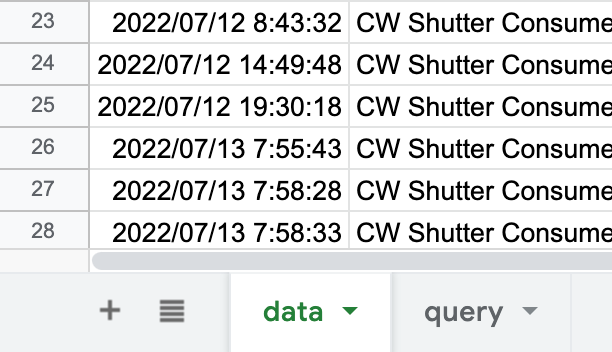 23 2022/07/12 8:43:32 CW Shutter Consume
24 2022/07/12 14:49:48 CW Shutter Consume
25 2022/07/12 19:30:18 CW Shutter Consume
26 2022/07/13 7:55:43 CW Shutter Consume
27 2022/07/13 7:58:28 CW Shutter Consume
28 2022/07/13 7:58:33 CW Shutter Consume
data query